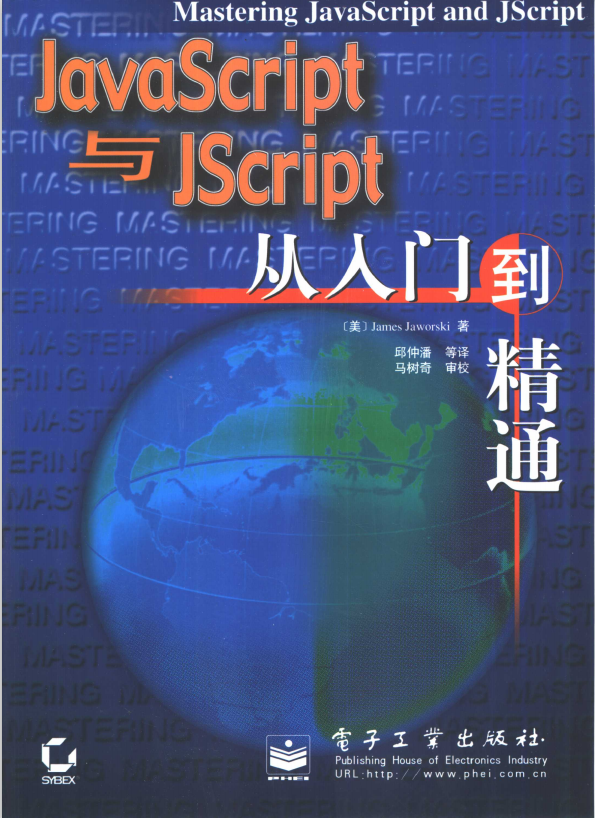 Mastering JavaScript and JScript
JavaScript
与 JScript
从入门到
精通
〔美〕James Jaworski 著
邱仲潘 等译
马树奇 审校
SYBEX
PHEI
电子工业出版社
Publishing House of Electronics Industry
URL:http://www.phei.com.cn